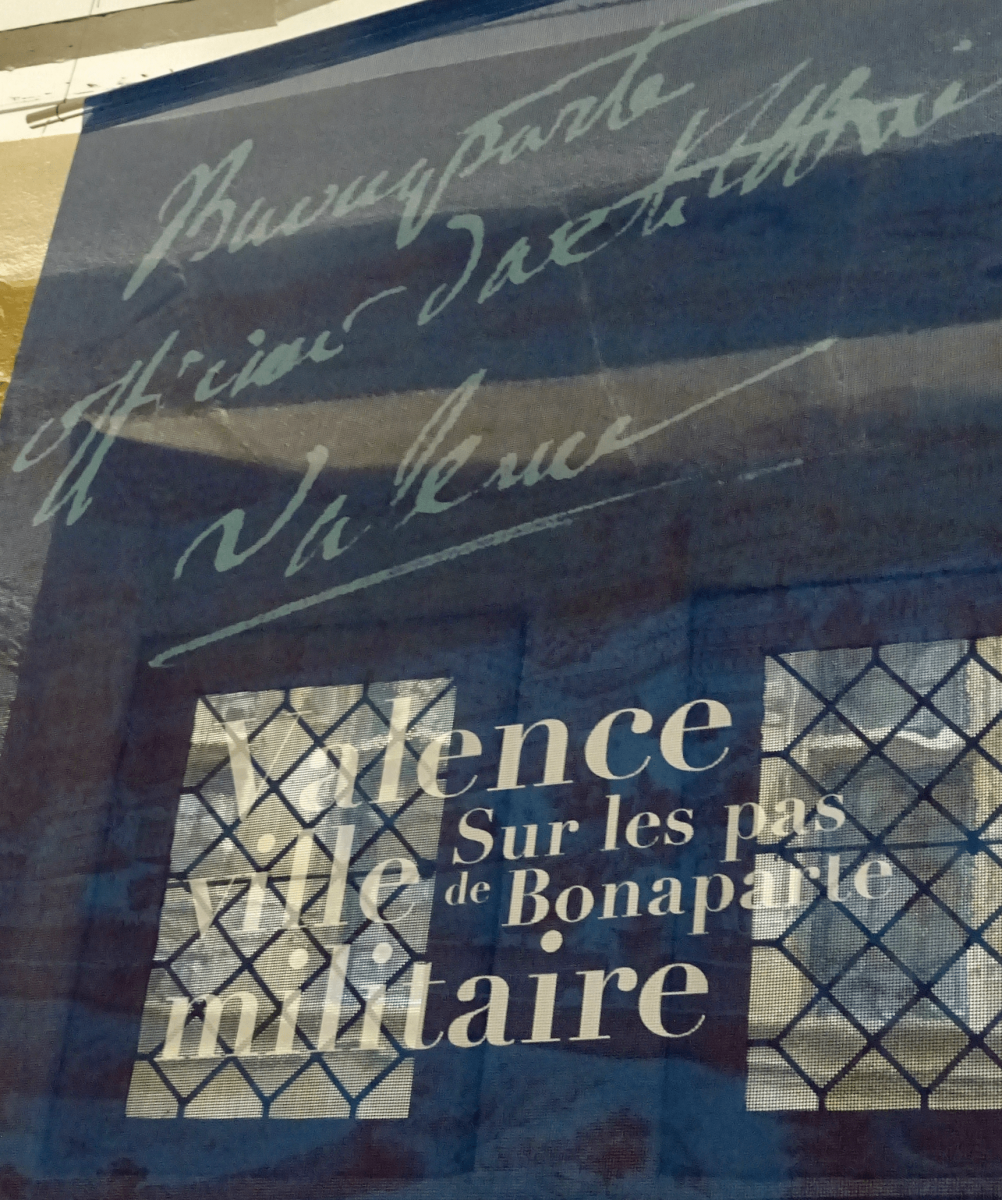 Buonaparte
officier d'artillerie
Valence
Valence
ville Sur les pas
de Bonaparte
militaire